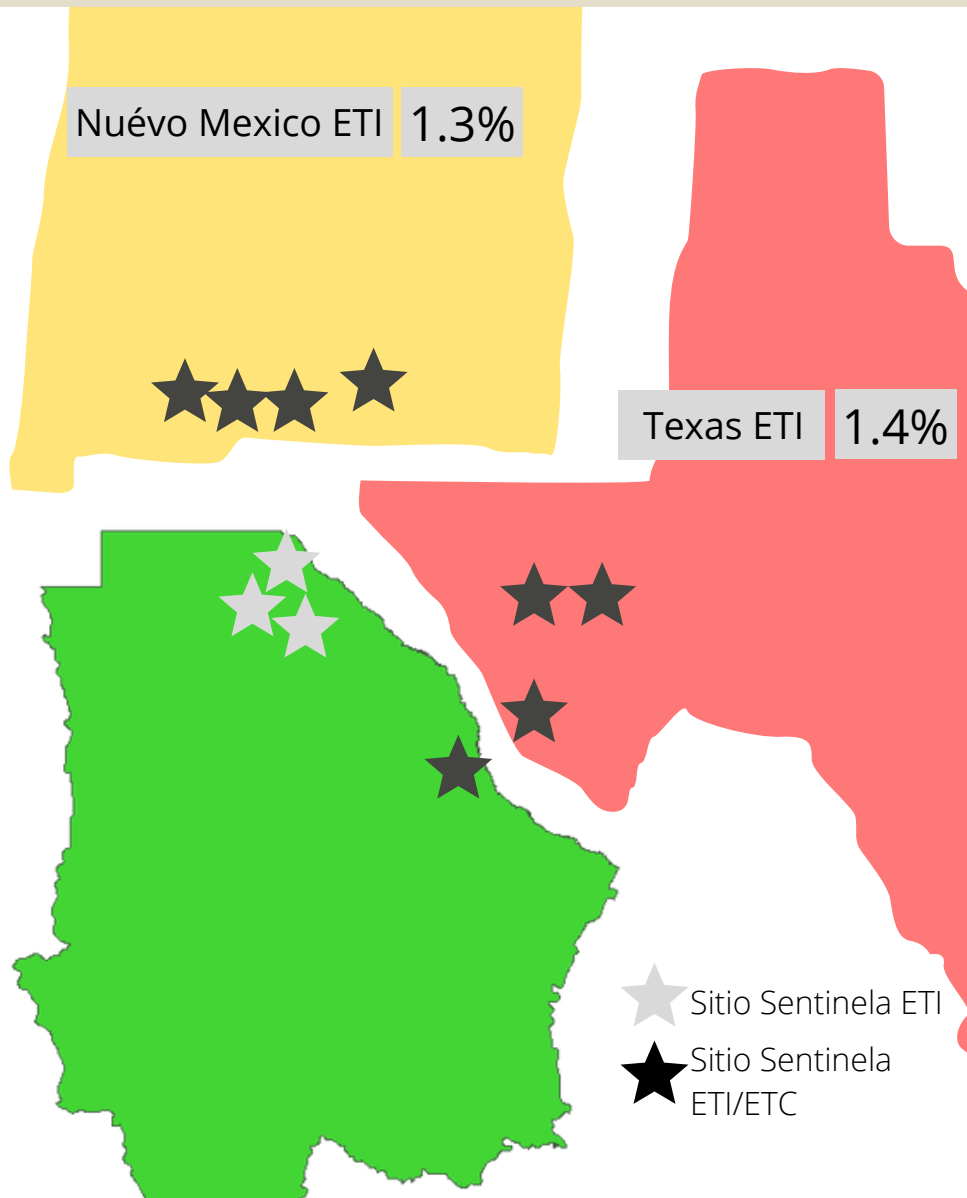 Nuévo Mexico ETI 1.3%
Texas ETI 1.4%
Sitio Sentinela ETI
Sitio Sentinela
ETI/ETC